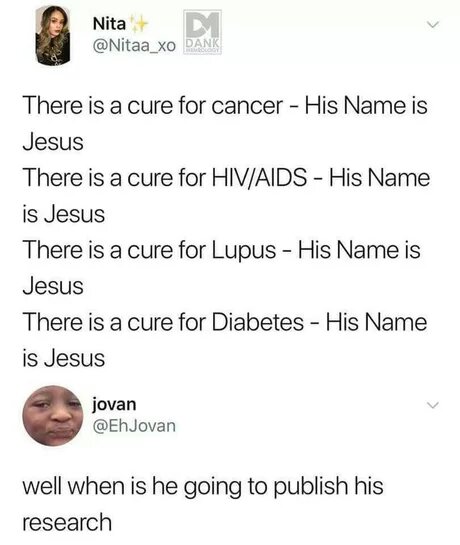 Nita✨
@Nitaa_xo
DM
DANK
MEMEOLOGY
There is a cure for cancer - His Name is
Jesus
There is a cure for HIV/AIDS - His Name
is Jesus
There is a cure for Lupus - His Name is
Jesus
There is a cure for Diabetes - His Name
is Jesus
jovan
@EhJovan
well when is he going to publish his
research